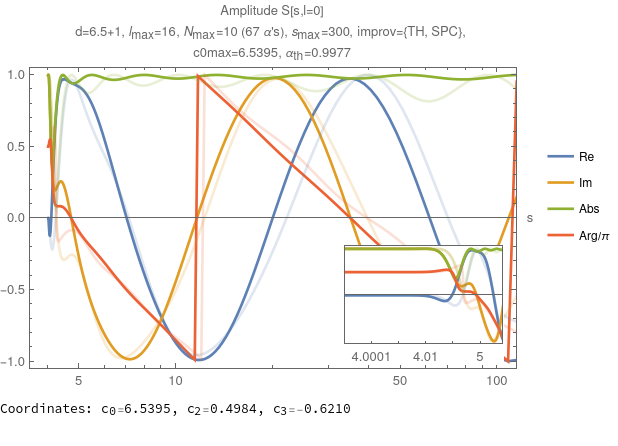 Amplitude S[s,l=0]
d=6.5+1, lmax=16, Nmax=10 (67 α's), smax=300, improv={TH, SPC},
c0max=6.5395, αth=0.9977
1.0
0.5
0.0
−0.5
−1.0
5
10
50
100
s
4.0001
4.01
5
Re
Im
Abs
Arg/π
Coordinates: c0=6.5395, c2=0.4984, c3=-0.6210